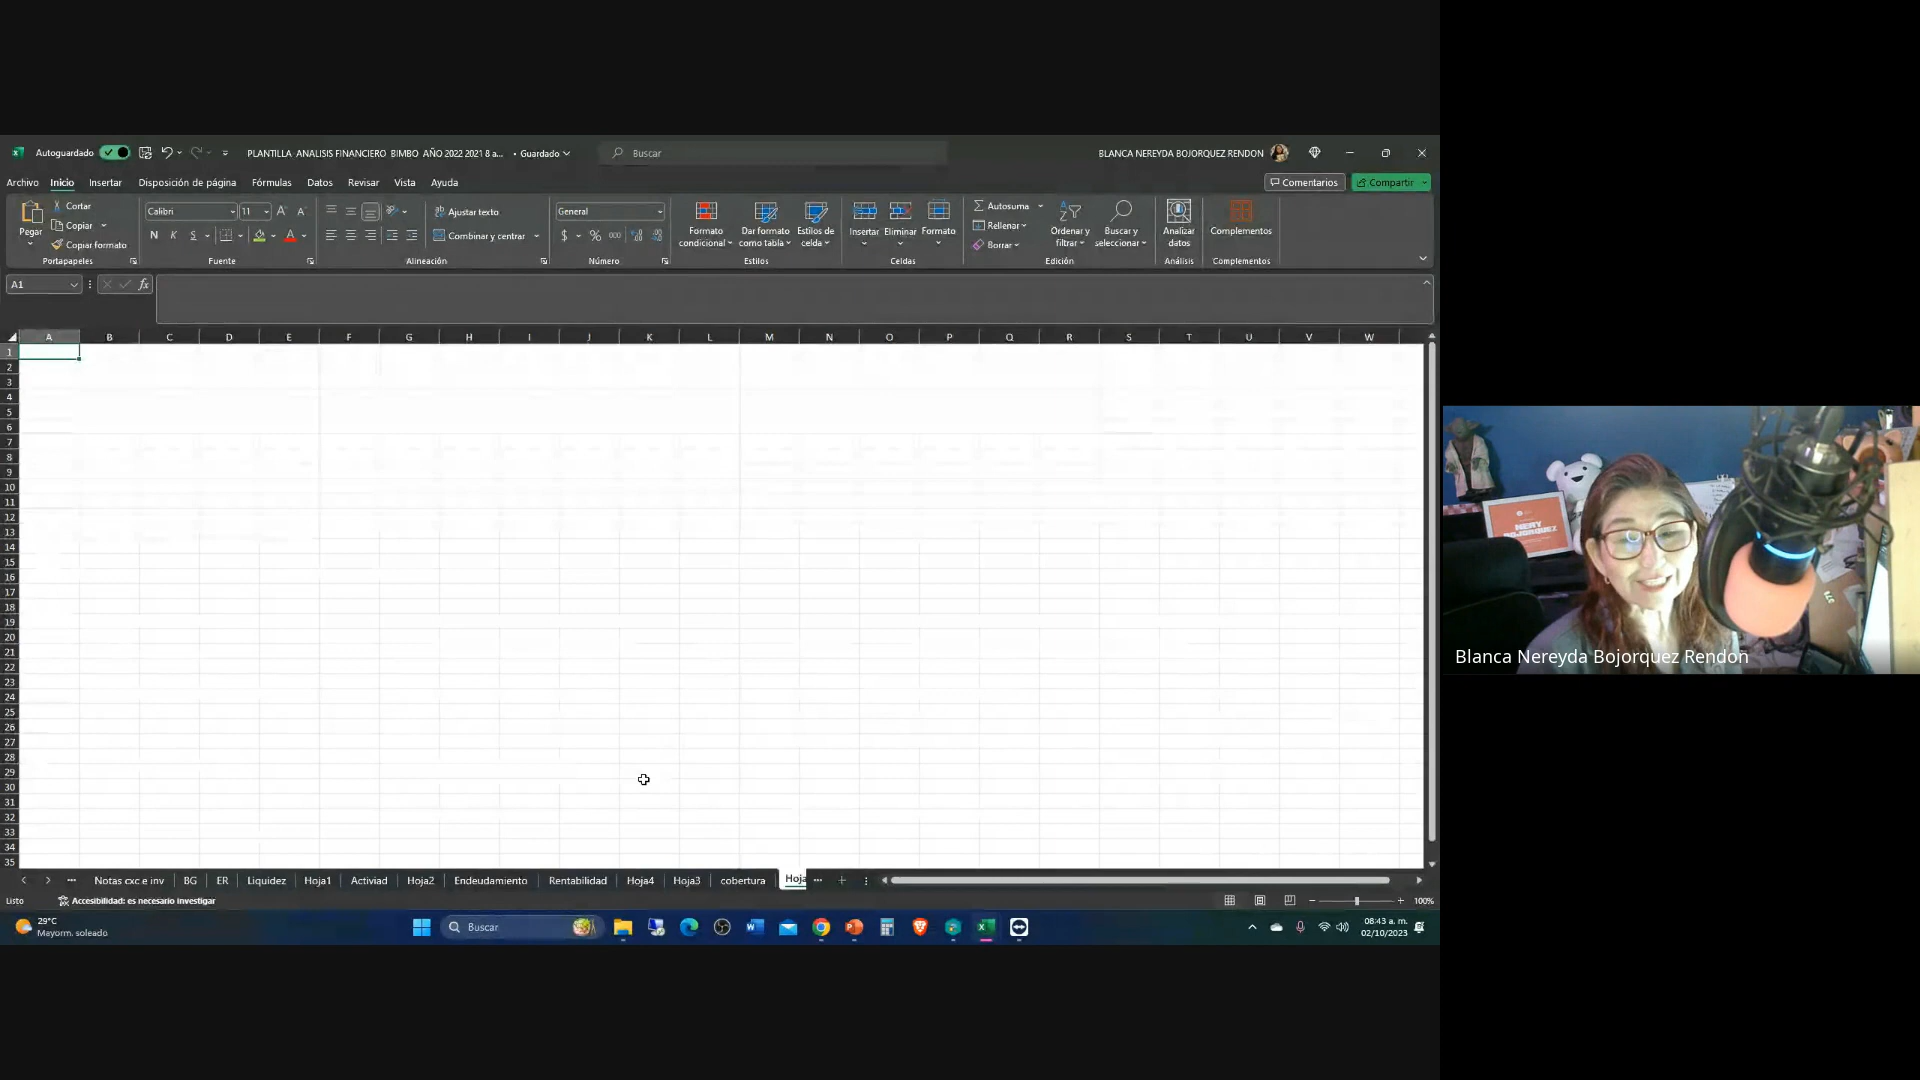 Autoguardado
PLANTILLA ANALISIS FINANCIERO BIMBO AÑO 2022 2021 8 a... • Guardado
Buscar
BLANCA NEREYDA BOJORQUEZ RENDON
Archivo Inicio Insertar Disposición de página Fórmulas Datos Revisar Vista Ayuda
Comentarios Compartir
Pegar
Cortar
Copiar
Copiar formato
Portapapeles
Calibri 11
N K S
Fuente
Ajustar texto
Combinar y centrar
Alineación
General
$ % 000
Número
Formato condicional
Dar formato como tabla
Estilos de celda
Estilos
Insertar
Eliminar
Formato
Celdas
Autosuma
Rellenar
Borrar
Ordenar y filtrar
Buscar y seleccionar
Edición
Analizar datos
Análisis
Complementos
Complementos
A1
fx
A B C D E F G H I J K L M N O P Q R S T U V W
1
2
3
4
5
6
7
8
9
10
11
12
13
14
15
16
17
18
19
20
21
22
23
24
25
26
27
28
29
30
31
32
33
34
35
NERY
BOJORQUEZ
Blanca Nereyda Bojorquez Rendon
Notas cxc e inv BG ER Liquidez Hoja1 Activiad Hoja2 Endeudamiento Rentabilidad Hoja4 Hoja3 cobertura Hoja
Listo
Accesibilidad: es necesario investigar
100%
29°C
Mayorm. soleado
Buscar
08:43 a. m.
02/10/2023